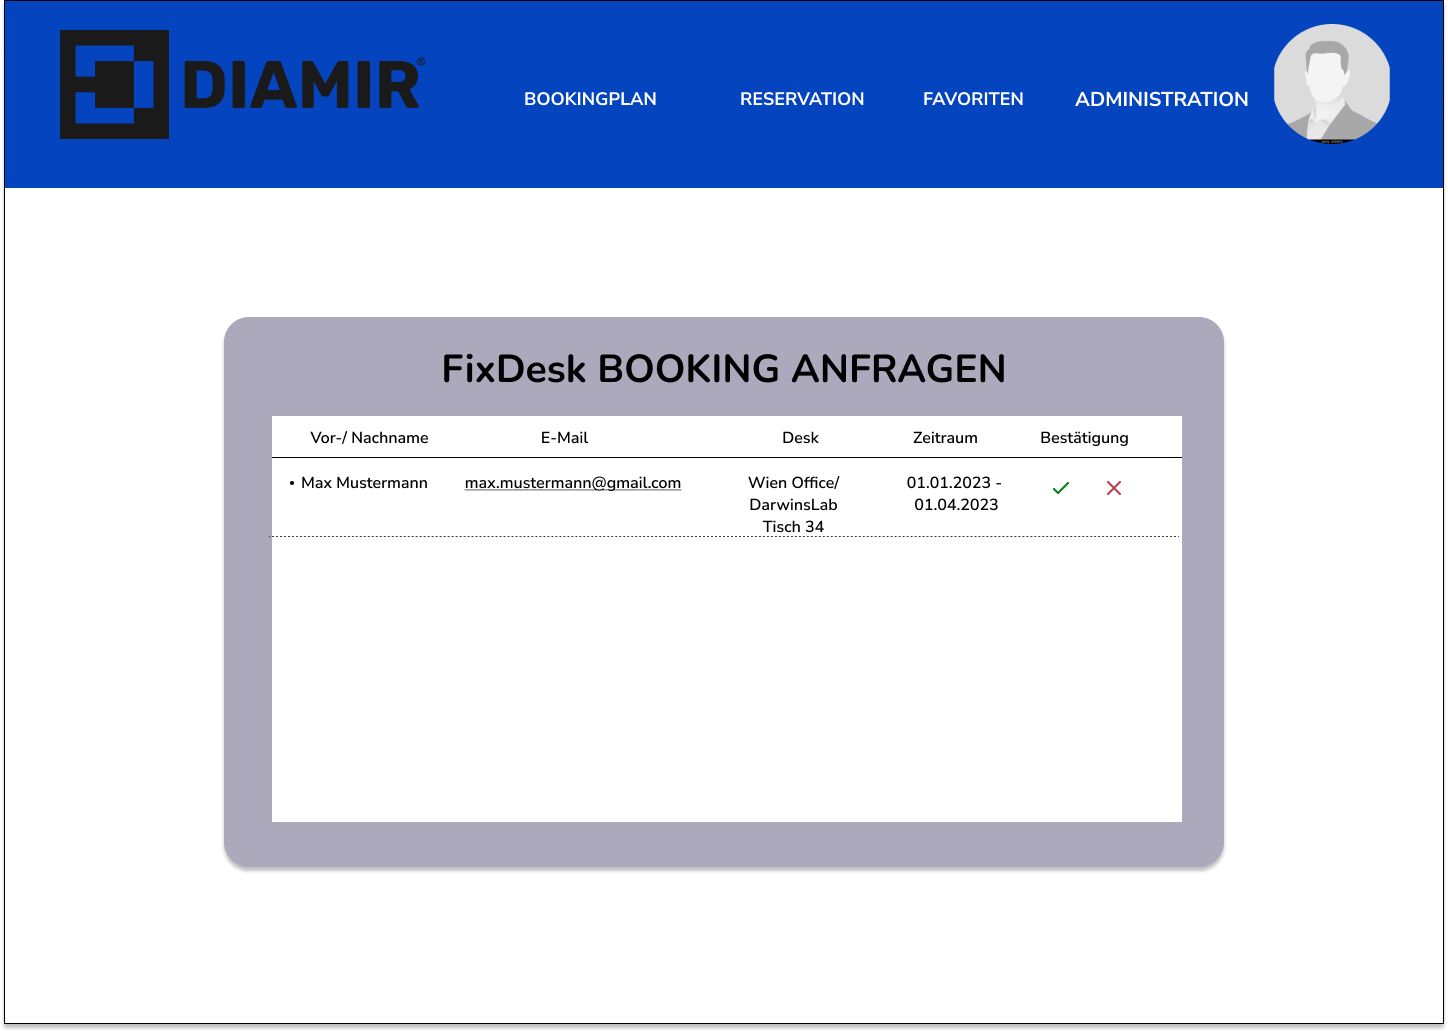 DIAMIR®
BOOKINGPLAN
RESERVATION
FAVORITEN
ADMINISTRATION
FixDesk BOOKING ANFRAGEN
Vor-/ Nachname E-Mail Desk Zeitraum Bestätigung
• Max Mustermann max.mustermann@gmail.com Wien Office/ 01.01.2023 -
DarwinsLab 01.04.2023
Tisch 34